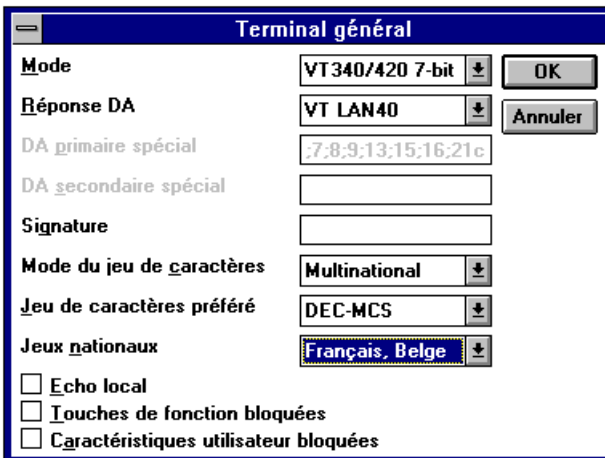 Terminal général
Mode VT340/420 7-bit OK
Réponse DA VT LAN40 Annuler
DA primaire spécial ;7;8;9;13;15;16;21c
DA secondaire spécial
Signature
Mode du jeu de caractères Multinational
Jeu de caractères préféré DEC-MCS
Jeux nationaux Français, Belge
Echo local
Touches de fonction bloquées
Caractéristiques utilisateur bloquées